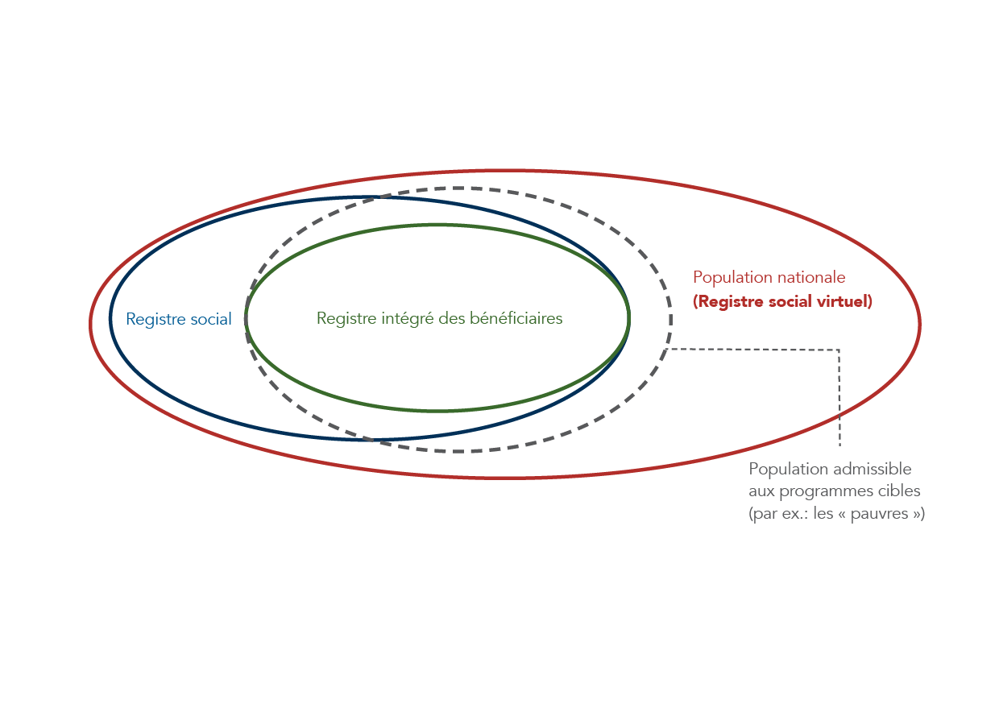 Population nationale
(Registre social virtuel)
Registre social
Registre intégré des bénéficiaires
Population admissible
aux programmes cibles
(par ex.: les « pauvres »)